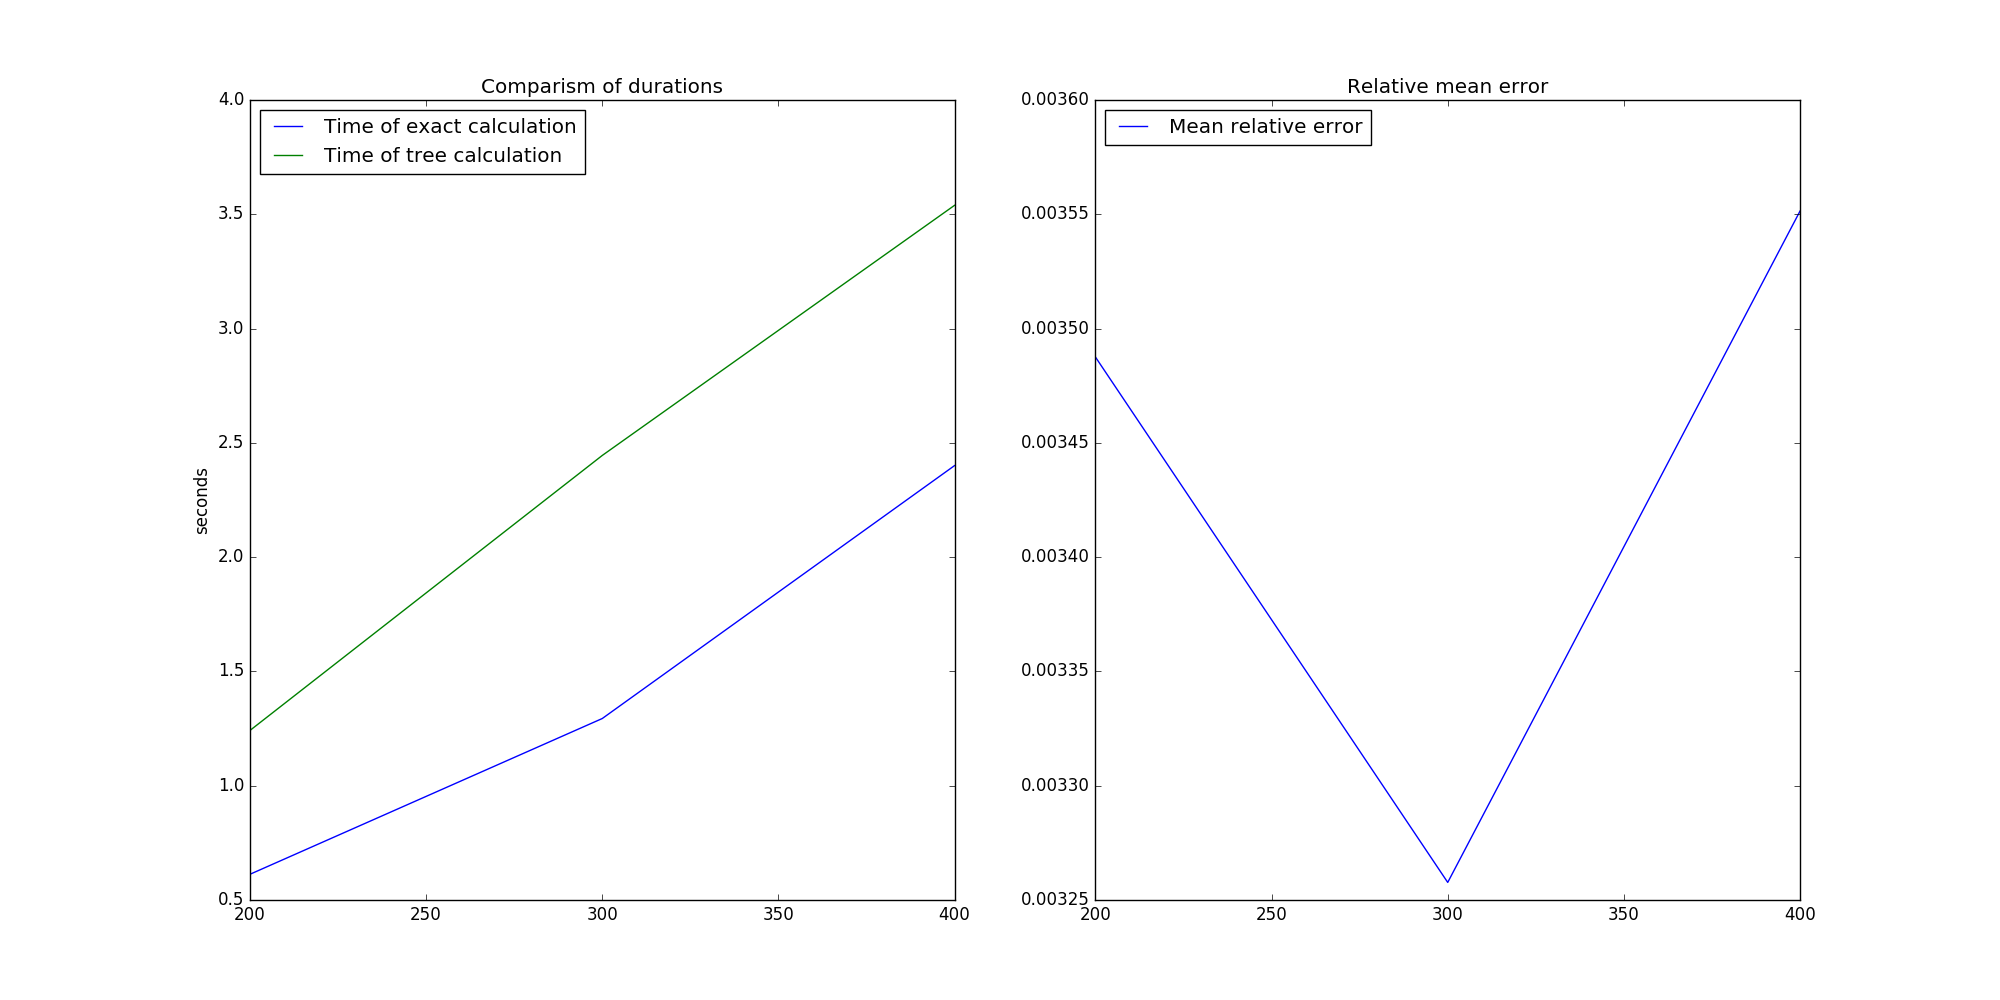 Comparism of durations
4.0
3.5
3.0
2.5
2.0
1.5
1.0
0.5
seconds
Time of exact calculation
Time of tree calculation
200 250 300 350 400
Relative mean error
0.00360
0.00355
0.00350
0.00345
0.00340
0.00335
0.00330
0.00325
Mean relative error
200 250 300 350 400